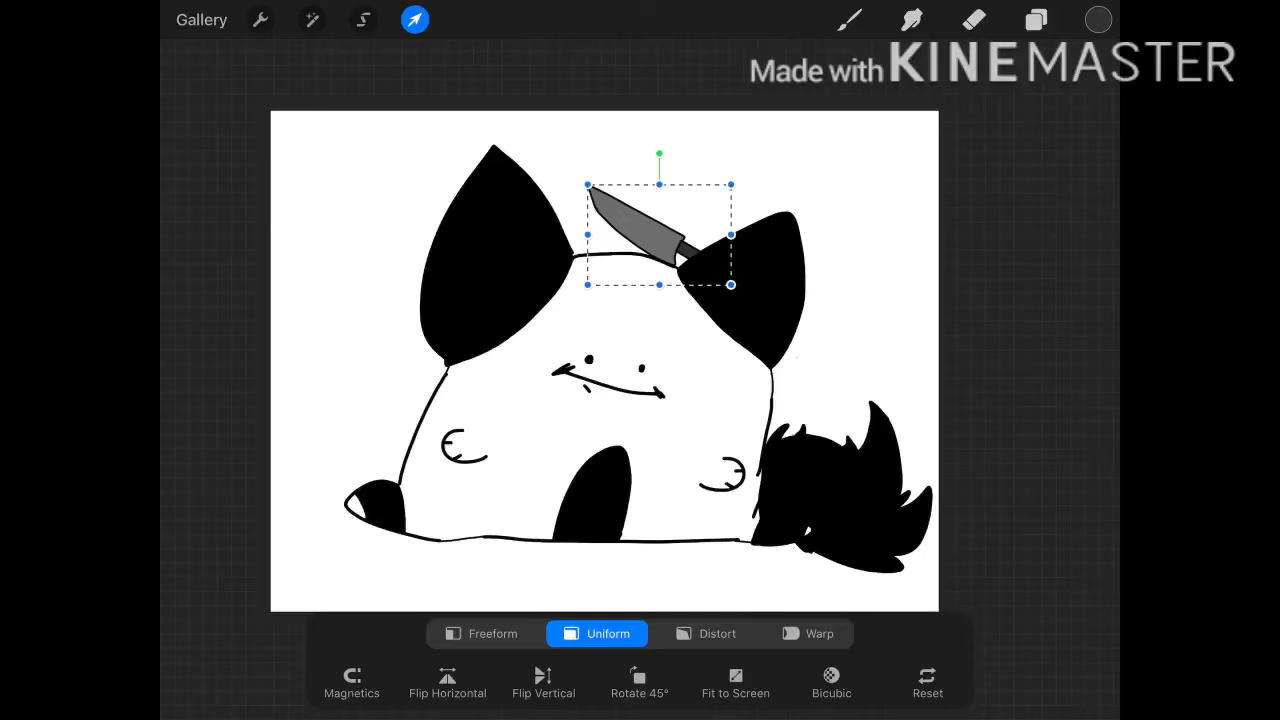 Gallery
Made with KINEMASTER
Freeform Uniform Distort Warp
Magnetics Flip Horizontal Flip Vertical Rotate 45° Fit to Screen Bicubic Reset